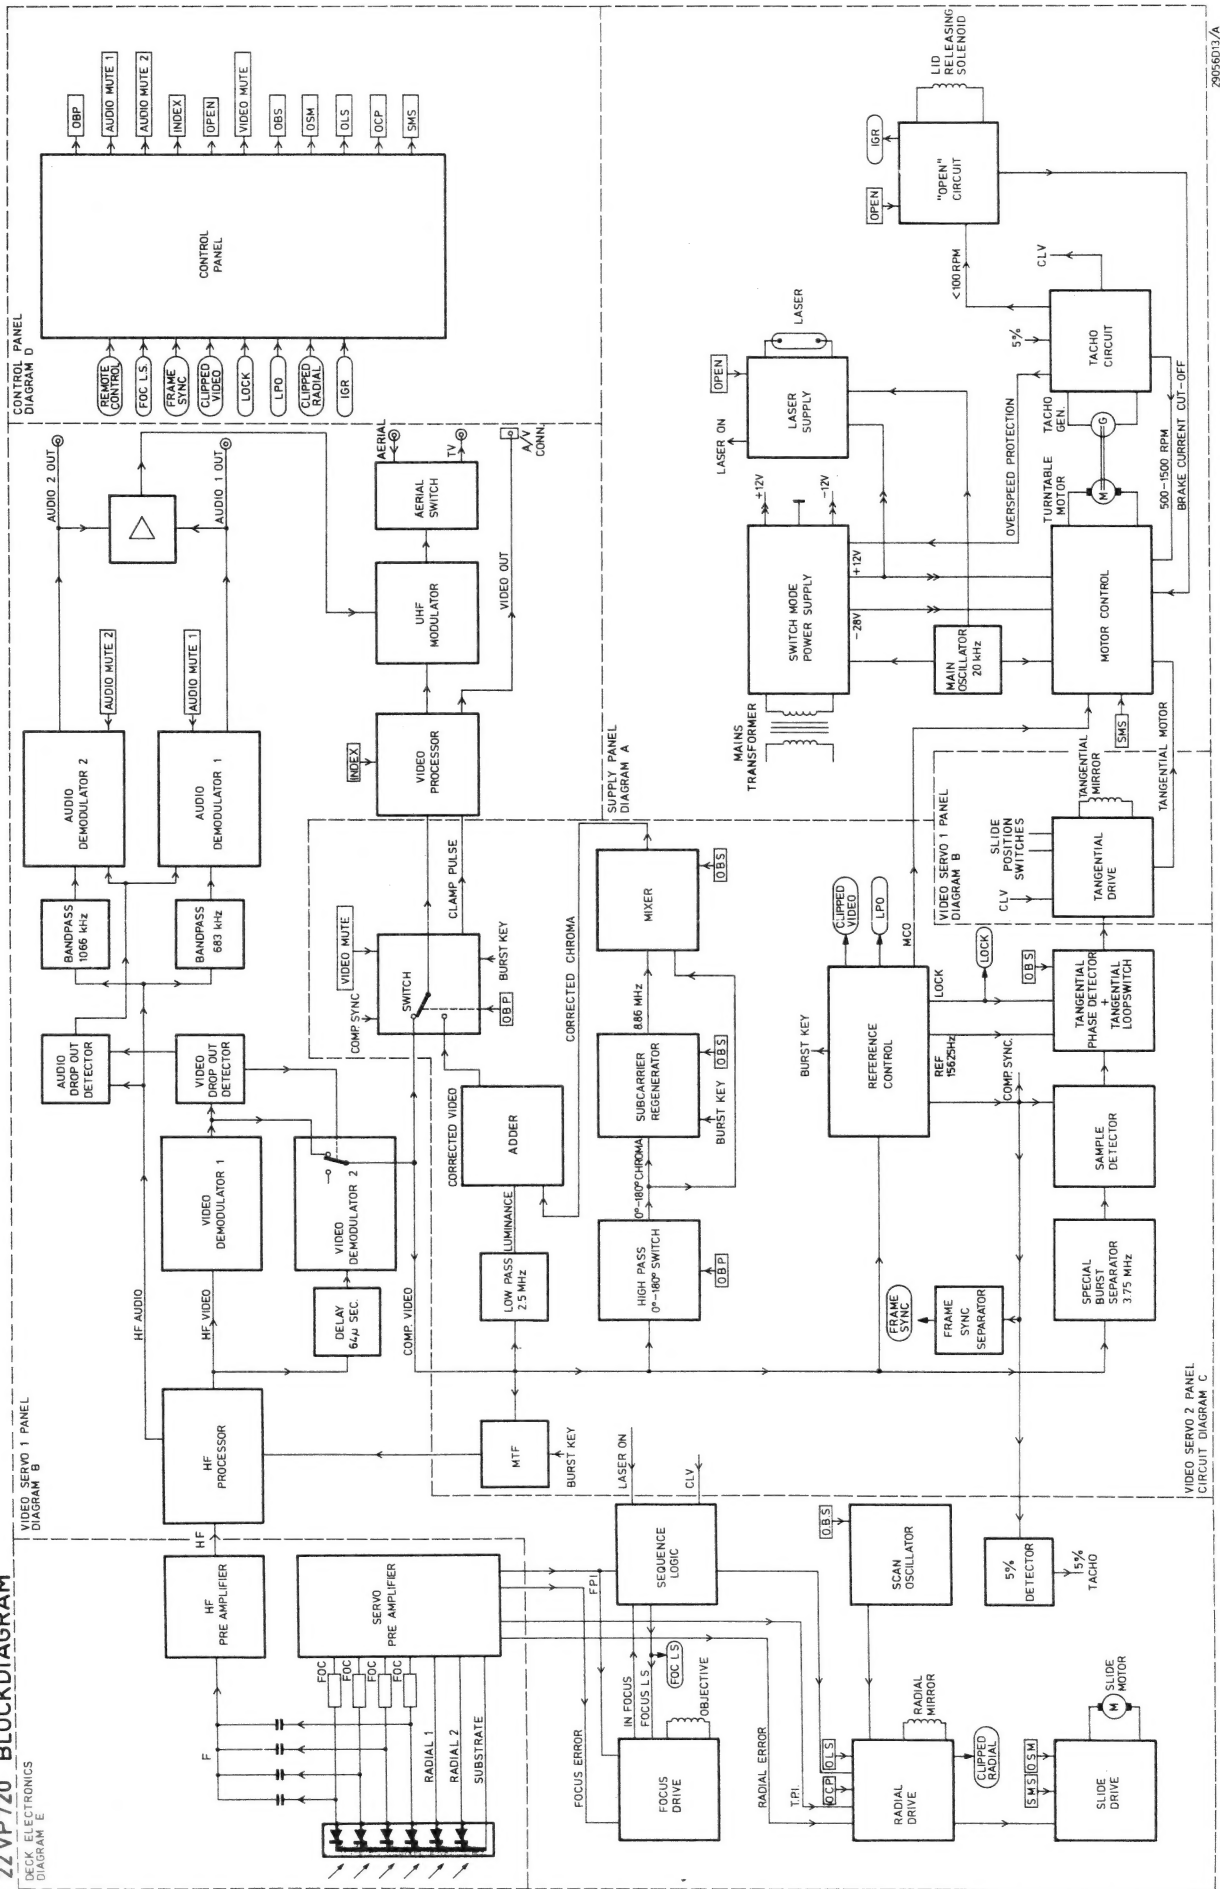 22VP720 BLOCKDIAGRAM
DECK ELECTRONICS
DIAGRAM E
HF
PRE AMPLIFIER
HF
F
FOC
FOC
FOC
FOC
RADIAL 1
RADIAL 2
SUBSTRATE
SERVO
PRE AMPLIFIER
VIDEO SERVO 1 PANEL
DIAGRAM B
HF
PROCESSOR
HF AUDIO
HF VIDEO
DELAY
64µ SEC.
VIDEO
DEMODULATOR 1
VIDEO
DEMODULATOR 2
AUDIO
DROP OUT
DETECTOR
VIDEO
DROP OUT
DETECTOR
BANDPASS
1066 kHz
BANDPASS
683 kHz
AUDIO
DEMODULATOR 2
AUDIO
DEMODULATOR 1
AUDIO MUTE 2
AUDIO MUTE 1
AUDIO 2 OUT
AUDIO 1 OUT
INDEX
VIDEO
PROCESSOR
UHF
MODULATOR
AERIAL
SWITCH
AERIAL
TV
A/V
CONN.
VIDEO OUT
CONTROL PANEL
DIAGRAM D
REMOTE
CONTROL
FOC L.S.
FRAME
SYNC
CLIPPED
VIDEO
LOCK
LPO
CLIPPED
RADIAL
IGR
CONTROL
PANEL
OBP
AUDIO MUTE 1
AUDIO MUTE 2
INDEX
OPEN
VIDEO MUTE
OBS
OSM
OLS
OCP
SMS
COMP. VIDEO
MTF
BURST KEY
LOW PASS
2.5 MHz
LUMINANCE
CORRECTED VIDEO
ADDER
COMP.SYNC
VIDEO MUTE
SWITCH
OBP
BURST KEY
CLAMP PULSE
CORRECTED CHROMA
HIGH PASS
0°-180° SWITCH
OBP
0°-180° CHROMA
SUBCARRIER
REGENERATOR
BURST KEY
OBS
8.86 MHz
MIXER
OBS
SUPPLY PANEL
DIAGRAM A
MAINS
TRANSFORMER
SWITCH MODE
POWER SUPPLY
+12V
-12V
-28V
+12V
LASER ON
OPEN
LASER
SUPPLY
LASER
MAIN
OSCILLATOR
20 kHz
OVERSPEED PROTECTION
MOTOR CONTROL
SMS
TURNTABLE
MOTOR
M
G
TACHO
GEN.
5%
TACHO
CIRCUIT
CLV
<100 RPM
500-1500 RPM
BRAKE CURRENT CUT-OFF
OPEN
IGR
"OPEN"
CIRCUIT
LID
RELEASING
SOLENOID
FOCUS ERROR
FPI
IN FOCUS
FOCUS L S
FOC LS
FOCUS
DRIVE
OBJECTIVE
SEQUENCE
LOGIC
LASER ON
CLV
RADIAL ERROR
T.P.I.
OCP
OLS
RADIAL
DRIVE
RADIAL
MIRROR
CLIPPED
RADIAL
OBS
SCAN
OSCILLATOR
SMS
OSM
SLIDE
DRIVE
M
SLIDE
MOTOR
5%
DETECTOR
5%
TACHO
FRAME
SYNC
FRAME
SYNC
SEPARATOR
BURST KEY
REFERENCE
CONTROL
CLIPPED
VIDEO
LPO
MCO
LOCK
LOCK
REF
15625Hz
COMP.SYNC.
SPECIAL
BURST
SEPARATOR
3.75 MHz
SAMPLE
DETECTOR
OBS
TANGENTIAL
PHASE DETECTOR
+
TANGENTIAL
LOOPSWITCH
VIDEO SERVO 1 PANEL
DIAGRAM B
CLV
SLIDE
POSITION
SWITCHES
TANGENTIAL
DRIVE
TANGENTIAL
MIRROR
TANGENTIAL MOTOR
VIDEO SERVO 2 PANEL
CIRCUIT DIAGRAM C
29056D13/A